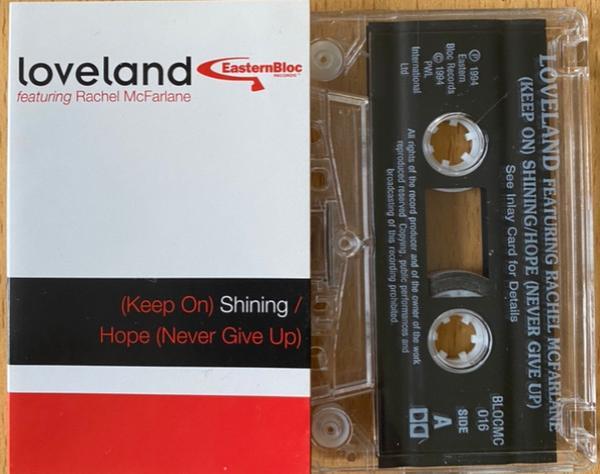 loveland
featuring Rachel McFarlane
EasternBloc
RECORDS
(Keep On) Shining /
Hope (Never Give Up)
LOVELAND FEATURING RACHEL MCFARLANE
(KEEP ON) SHINING/HOPE (NEVER GIVE UP)
See Inlay Card for Details
℗ 1994
Eastern
Bloc Records
© 1994
PWL
International
Ltd
All rights of the record producer and of the owner of the work
reproduced reserved Copying, public performances and
broadcasting of this recording prohibited.
BLOCMC
016
SIDE
A